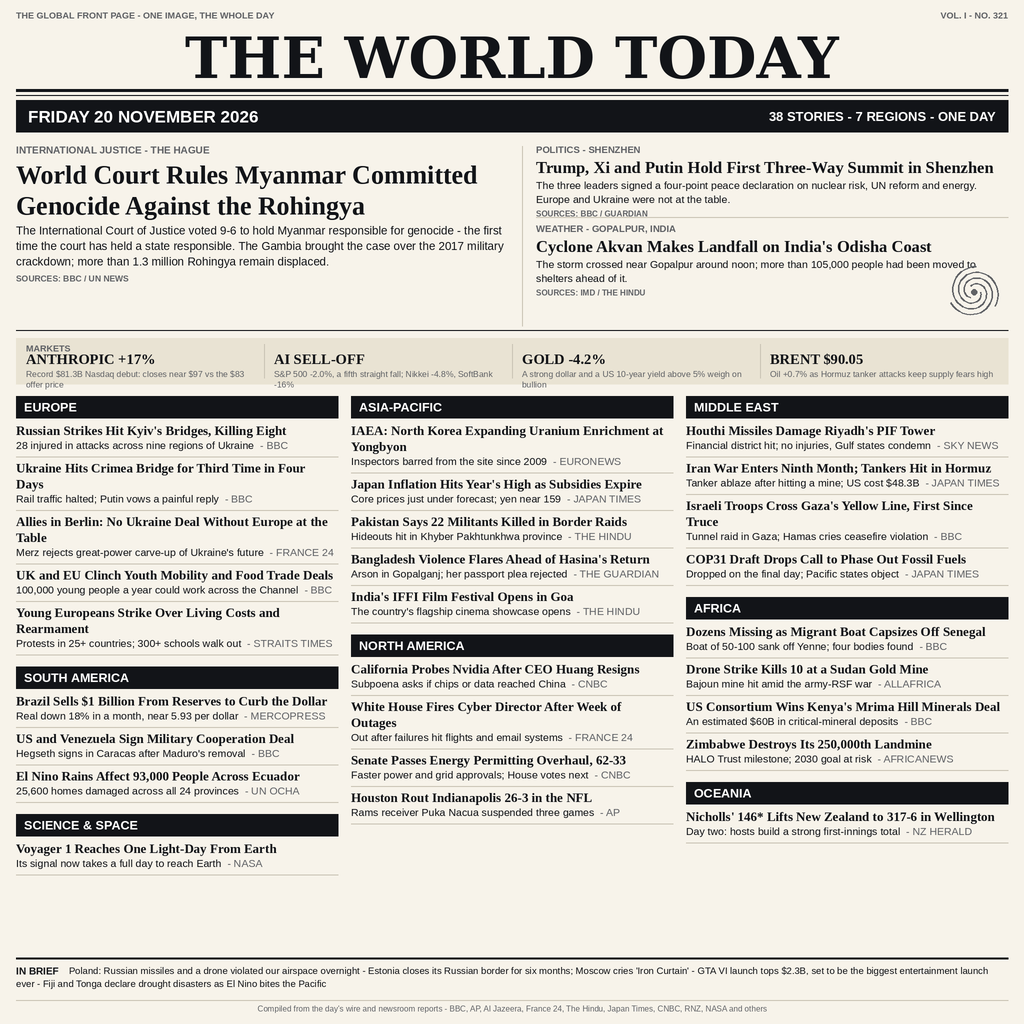 THE GLOBAL FRONT PAGE - ONE IMAGE, THE WHOLE DAY
VOL. I - NO. 321
THE WORLD TODAY
FRIDAY 20 NOVEMBER 2026
38 STORIES - 7 REGIONS - ONE DAY
INTERNATIONAL JUSTICE - THE HAGUE
World Court Rules Myanmar Committed
Genocide Against the Rohingya
The International Court of Justice voted 9-6 to hold Myanmar responsible for genocide - the first
time the court has held a state responsible. The Gambia brought the case over the 2017 military
crackdown; more than 1.3 million Rohingya remain displaced.
SOURCES: BBC / UN NEWS
POLITICS - SHENZHEN
Trump, Xi and Putin Hold First Three-Way Summit in Shenzhen
The three leaders signed a four-point peace declaration on nuclear risk, UN reform and energy.
Europe and Ukraine were not at the table.
SOURCES: BBC / GUARDIAN
WEATHER - GOPALPUR, INDIA
Cyclone Akvan Makes Landfall on India's Odisha Coast
The storm crossed near Gopalpur around noon; more than 105,000 people had been moved to
shelters ahead of it.
SOURCES: IMD / THE HINDU
MARKETS
ANTHROPIC +17%
Record $81.3B Nasdaq debut: closes near $97 vs the $83
offer price
AI SELL-OFF
S&P 500 -2.0%, a fifth straight fall; Nikkei -4.8%, SoftBank
-16%
GOLD -4.2%
A strong dollar and a US 10-year yield above 5% weigh on
bullion
BRENT $90.05
Oil +0.7% as Hormuz tanker attacks keep supply fears high
EUROPE
Russian Strikes Hit Kyiv's Bridges, Killing Eight
28 injured in attacks across nine regions of Ukraine - BBC
Ukraine Hits Crimea Bridge for Third Time in Four
Days
Rail traffic halted; Putin vows a painful reply - BBC
Allies in Berlin: No Ukraine Deal Without Europe at the
Table
Merz rejects great-power carve-up of Ukraine's future - FRANCE 24
UK and EU Clinch Youth Mobility and Food Trade Deals
100,000 young people a year could work across the Channel - BBC
Young Europeans Strike Over Living Costs and
Rearmament
Protests in 25+ countries; 300+ schools walk out - STRAITS TIMES
SOUTH AMERICA
Brazil Sells $1 Billion From Reserves to Curb the Dollar
Real down 18% in a month, near 5.93 per dollar - MERCOPRESS
US and Venezuela Sign Military Cooperation Deal
Hegseth signs in Caracas after Maduro's removal - BBC
El Nino Rains Affect 93,000 People Across Ecuador
25,600 homes damaged across all 24 provinces - UN OCHA
SCIENCE & SPACE
Voyager 1 Reaches One Light-Day From Earth
Its signal now takes a full day to reach Earth - NASA
ASIA-PACIFIC
IAEA: North Korea Expanding Uranium Enrichment at
Yongbyon
Inspectors barred from the site since 2009 - EURONEWS
Japan Inflation Hits Year's High as Subsidies Expire
Core prices just under forecast; yen near 159 - JAPAN TIMES
Pakistan Says 22 Militants Killed in Border Raids
Hideouts hit in Khyber Pakhtunkhwa province - THE HINDU
Bangladesh Violence Flares Ahead of Hasina's Return
Arson in Gopalganj; her passport plea rejected - THE GUARDIAN
India's IFFI Film Festival Opens in Goa
The country's flagship cinema showcase opens - THE HINDU
NORTH AMERICA
California Probes Nvidia After CEO Huang Resigns
Subpoena asks if chips or data reached China - CNBC
White House Fires Cyber Director After Week of
Outages
Out after failures hit flights and email systems - FRANCE 24
Senate Passes Energy Permitting Overhaul, 62-33
Faster power and grid approvals; House votes next - CNBC
Houston Rout Indianapolis 26-3 in the NFL
Rams receiver Puka Nacua suspended three games - AP
MIDDLE EAST
Houthi Missiles Damage Riyadh's PIF Tower
Financial district hit; no injuries, Gulf states condemn - SKY NEWS
Iran War Enters Ninth Month; Tankers Hit in Hormuz
Tanker ablaze after hitting a mine; US cost $48.3B - JAPAN TIMES
Israeli Troops Cross Gaza's Yellow Line, First Since
Truce
Tunnel raid in Gaza; Hamas cries ceasefire violation - BBC
COP31 Draft Drops Call to Phase Out Fossil Fuels
Dropped on the final day; Pacific states object - JAPAN TIMES
AFRICA
Dozens Missing as Migrant Boat Capsizes Off Senegal
Boat of 50-100 sank off Yenne; four bodies found - BBC
Drone Strike Kills 10 at a Sudan Gold Mine
Bajoun mine hit amid the army-RSF war - ALLAFRICA
US Consortium Wins Kenya's Mrima Hill Minerals Deal
An estimated $60B in critical-mineral deposits - BBC
Zimbabwe Destroys Its 250,000th Landmine
HALO Trust milestone; 2030 goal at risk - AFRICANEWS
OCEANIA
Nicholls' 146* Lifts New Zealand to 317-6 in Wellington
Day two: hosts build a strong first-innings total - NZ HERALD
IN BRIEF Poland: Russian missiles and a drone violated our airspace overnight - Estonia closes its Russian border for six months; Moscow cries 'Iron Curtain' - GTA VI launch tops $2.3B, set to be the biggest entertainment launch
ever - Fiji and Tonga declare drought disasters as El Nino bites the Pacific
Compiled from the day's wire and newsroom reports - BBC, AP, Al Jazeera, France 24, The Hindu, Japan Times, CNBC, RNZ, NASA and others